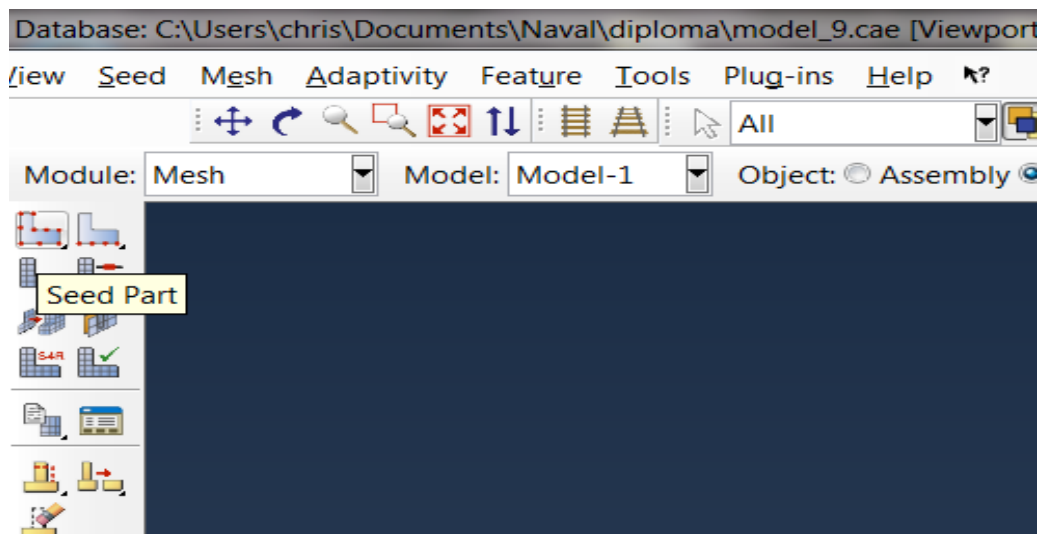 Database: C:\Users\chris\Documents\Naval\diploma\model_9.cae [Viewport
View Seed Mesh Adaptivity Feature Tools Plug-ins Help ?
All
Module: Mesh Model: Model-1 Object: Assembly
Seed Part
S4R